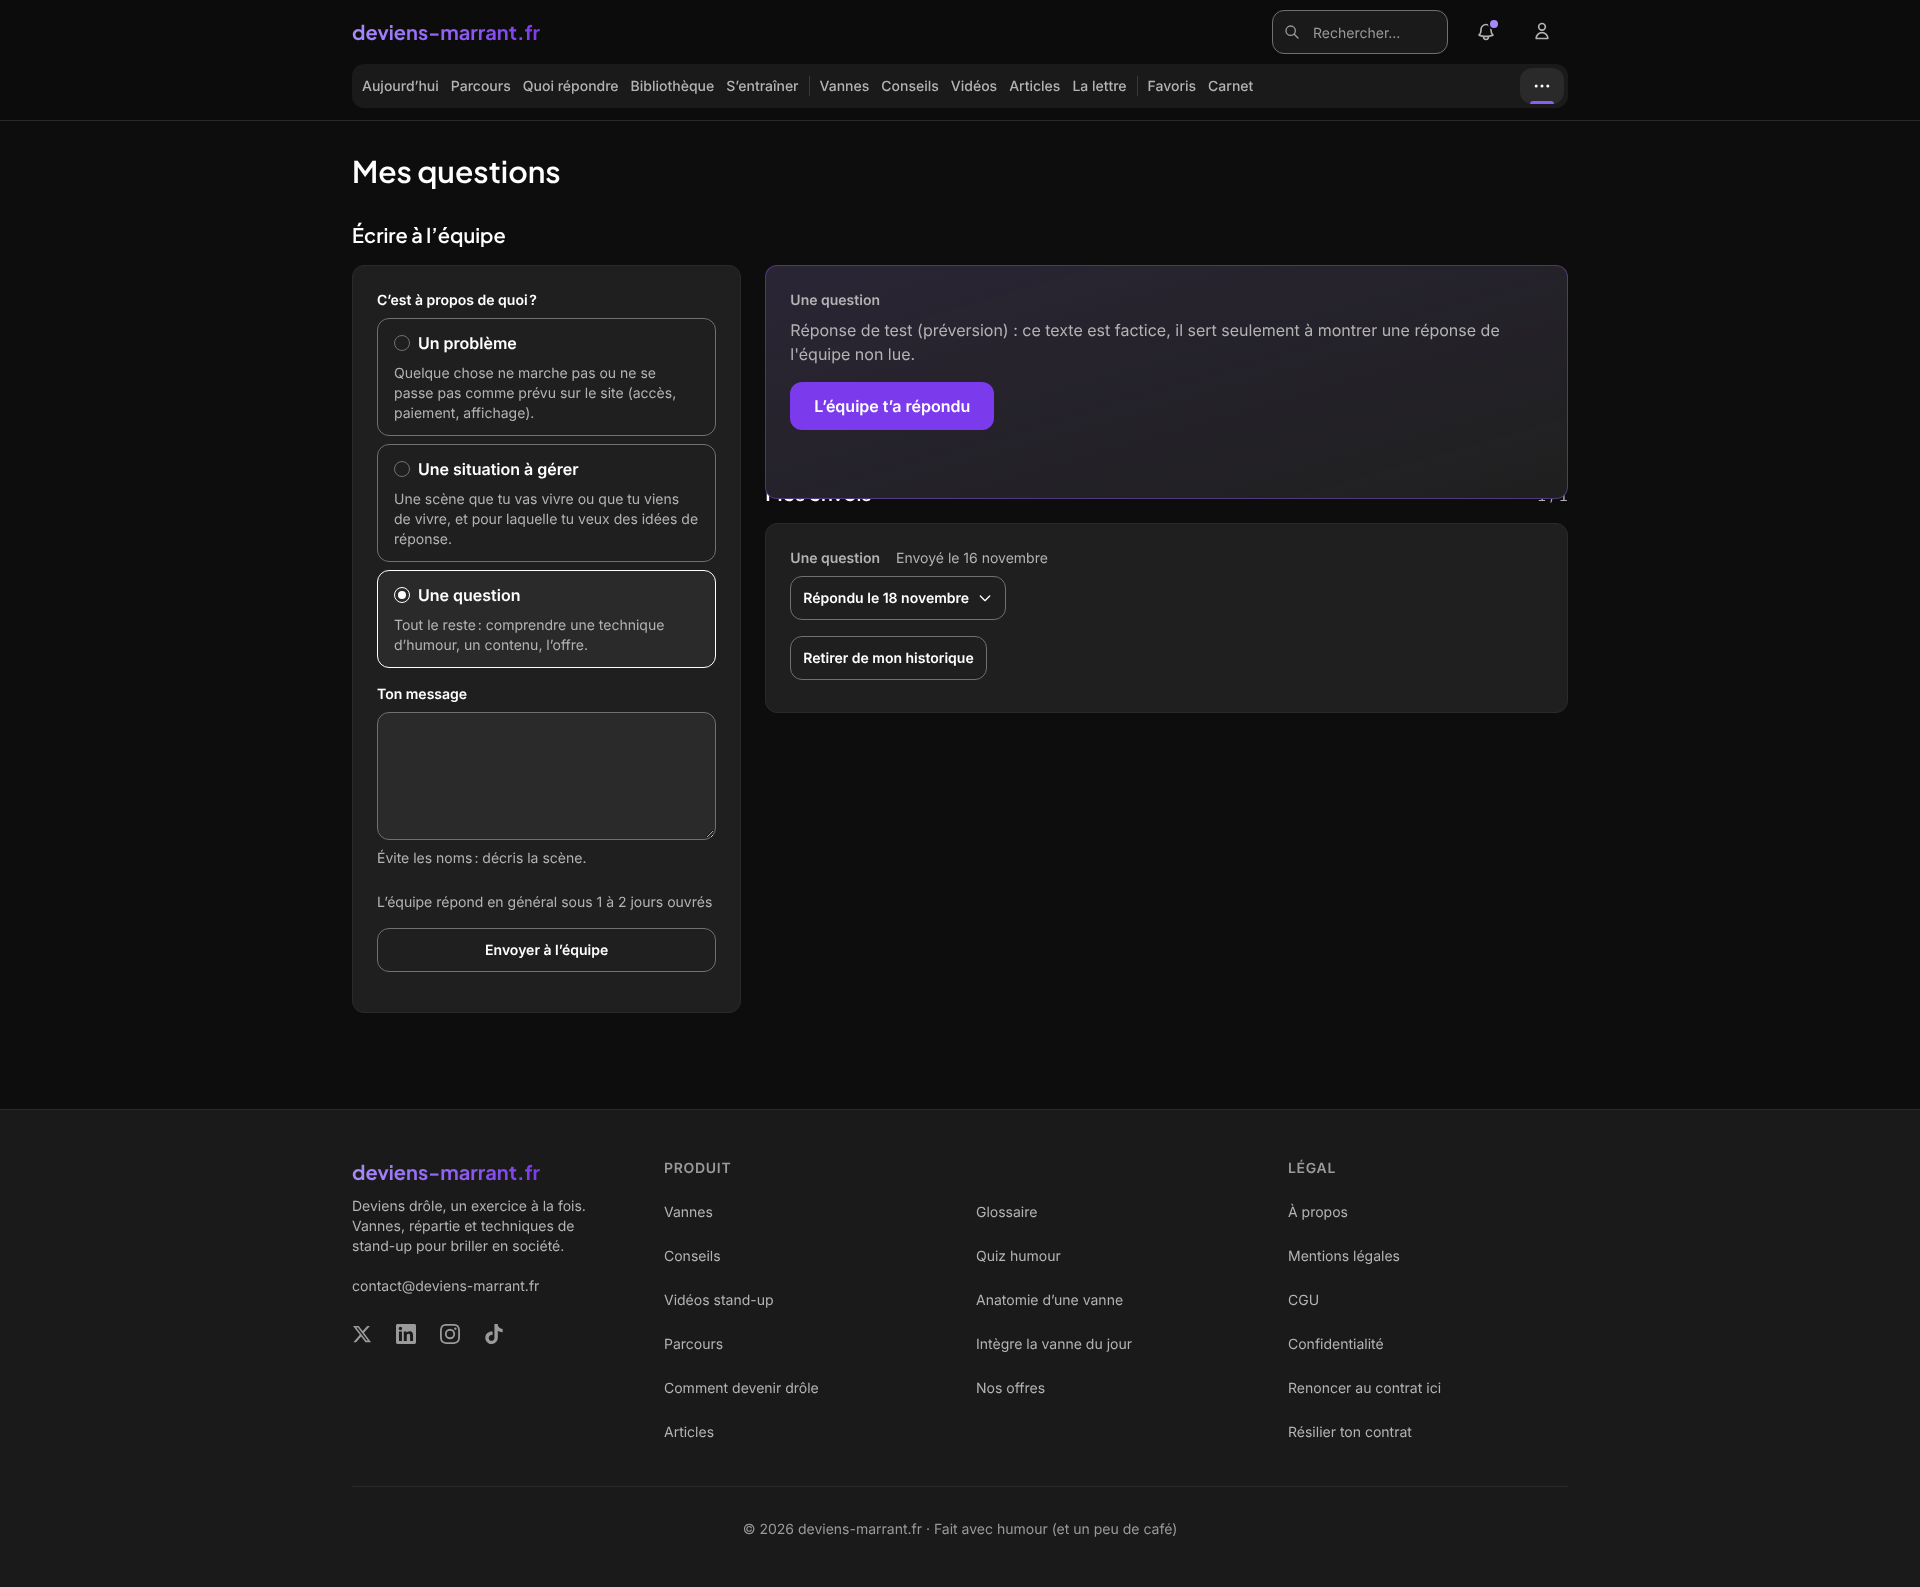 deviens-marrant.fr
Rechercher...
Aujourd’hui Parcours Quoi répondre Bibliothèque S’entraîner Vannes Conseils Vidéos Articles La lettre Favoris Carnet
Mes questions
Écrire à l’équipe
C’est à propos de quoi ?
Un problème
Quelque chose ne marche pas ou ne se
passe pas comme prévu sur le site (accès,
paiement, affichage).
Une situation à gérer
Une scène que tu vas vivre ou que tu viens
de vivre, et pour laquelle tu veux des idées de
réponse.
Une question
Tout le reste : comprendre une technique
d’humour, un contenu, l’offre.
Ton message
Évite les noms : décris la scène.
L’équipe répond en général sous 1 à 2 jours ouvrés
Envoyer à l’équipe
Une question
Réponse de test (préversion) : ce texte est factice, il sert seulement à montrer une réponse de
l'équipe non lue.
L’équipe t’a répondu
Une question Envoyé le 16 novembre
Répondu le 18 novembre
Retirer de mon historique
deviens-marrant.fr
Deviens drôle, un exercice à la fois.
Vannes, répartie et techniques de
stand-up pour briller en société.
contact@deviens-marrant.fr
PRODUIT
Vannes
Conseils
Vidéos stand-up
Parcours
Comment devenir drôle
Articles
Glossaire
Quiz humour
Anatomie d’une vanne
Intègre la vanne du jour
Nos offres
LÉGAL
À propos
Mentions légales
CGU
Confidentialité
Renoncer au contrat ici
Résilier ton contrat
© 2026 deviens-marrant.fr · Fait avec humour (et un peu de café)